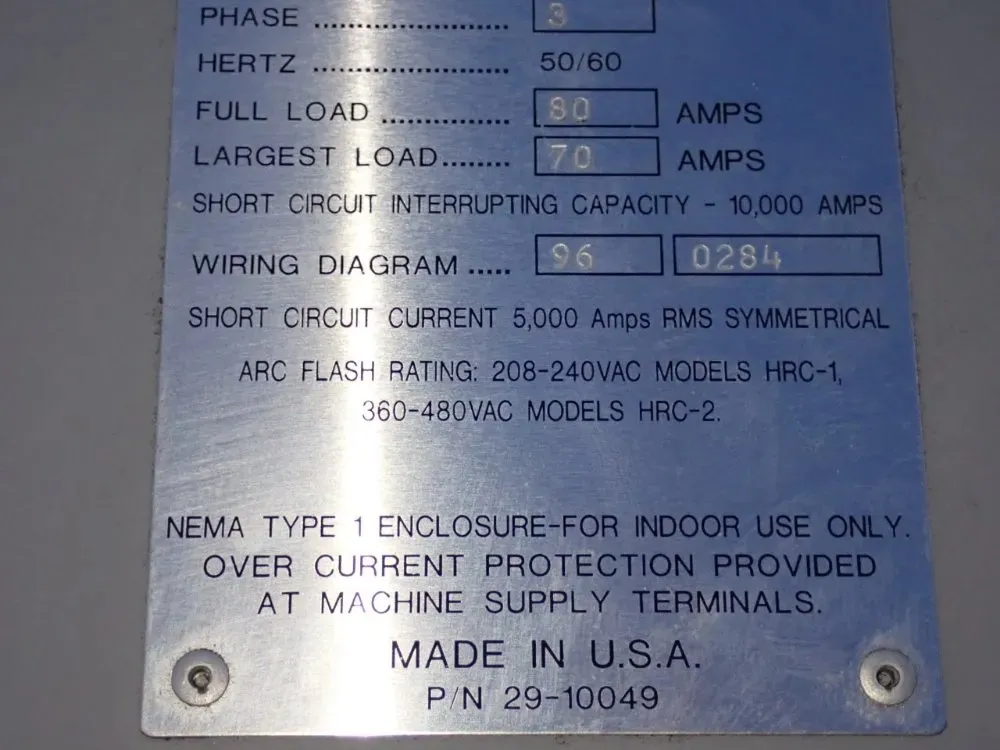 PHASE ...................... 3
HERTZ ...................... 50/60
FULL LOAD .............. 80 AMPS
LARGEST LOAD........ 70 AMPS
SHORT CIRCUIT INTERRUPTING CAPACITY - 10,000 AMPS
WIRING DIAGRAM ..... 96 0284
SHORT CIRCUIT CURRENT 5,000 Amps RMS SYMMETRICAL
ARC FLASH RATING: 208-240VAC MODELS HRC-1,
360-480VAC MODELS HRC-2.
NEMA TYPE 1 ENCLOSURE-FOR INDOOR USE ONLY.
OVER CURRENT PROTECTION PROVIDED
AT MACHINE SUPPLY TERMINALS.
MADE IN U.S.A.
P/N 29-10049